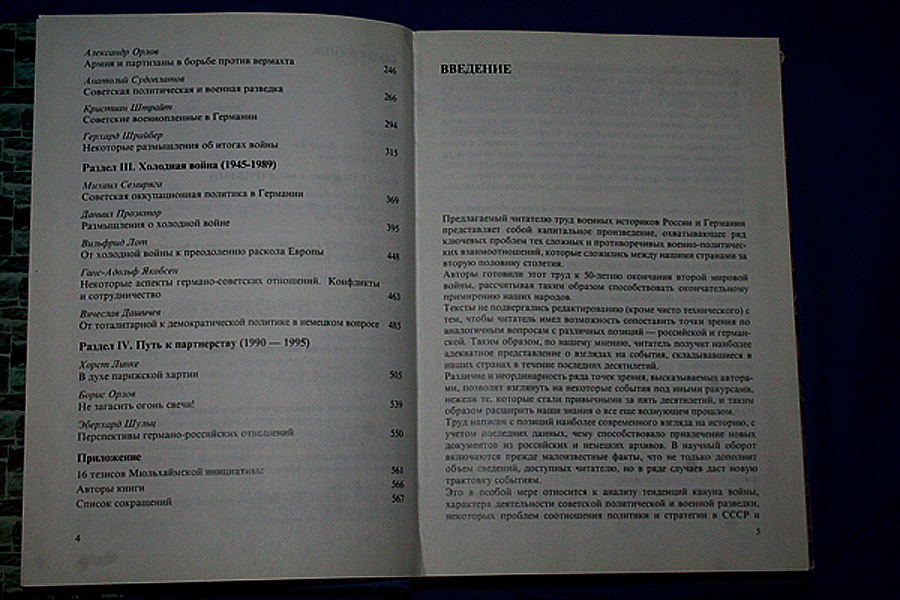 Александр Орлов
Армия и партизаны в борьбе против вермахта 246
Анатолий Судоплатов
Советская политическая и военная разведка 266
Кристиан Штрайт
Советские военнопленные в Германии 294
Герхард Шрайбер
Некоторые размышления об итогах войны 315
Раздел III. Холодная война (1945-1989)
Михаил Семиряга
Советская оккупационная политика в Германии 369
Даниил Проэктор
Размышления о холодной войне 395
Вильфрид Лот
От холодной войны к преодолению раскола Европы 448
Ганс-Адольф Якобсен
Некоторые аспекты германо-советских отношений. Конфликты
и сотрудничество 463
Вячеслав Дашичев
От тоталитарной к демократической политике в немецком вопросе 485
Раздел IV. Путь к партнерству (1990 — 1995)
Хорст Линке
В духе парижской хартии 505
Борис Орлов
Не загасить огонь свечи! 539
Эберхард Шульц
Перспективы германо-российских отношений 550
Приложение
16 тезисов Мюльхаймской инициативы 561
Авторы книги 566
Список сокращений 567
4
ВВЕДЕНИЕ
Предлагаемый читателю труд военных историков России и Германии
представляет собой капитальное произведение, охватывающее ряд
ключевых проблем тех сложных и противоречивых военно-политичес-
ких взаимоотношений, которые сложились между нашими странами за
вторую половину столетия.
Авторы готовили этот труд к 50-летию окончания второй мировой
войны, рассчитывая таким образом способствовать окончательному
примирению наших народов.
Тексты не подвергались редактированию (кроме чисто технического) с
тем, чтобы читатель имел возможность сопоставить точки зрения по
аналогичным вопросам с различных позиций — российской и герман-
ской. Таким образом, по нашему мнению, читатель получит наиболее
адекватное представление о взглядах на события, складывавшиеся в
наших странах в течение последних десятилетий.
Различие и неординарность ряда точек зрения, высказываемых автора-
ми, позволят взглянуть на некоторые события под иными ракурсами,
нежели те, которые стали привычными за пять десятилетий, и таким
образом расширить наши знания о все еще волнующем прошлом.
Труд написан с позиций наиболее современного взгляда на историю, с
учетом последних данных, чему способствовало привлечение новых
документов из российских и немецких архивов. В научный оборот
включаются прежде малоизвестные факты, что не только дополнит
объем сведений, доступных читателю, но в ряде случаев даст новую
трактовку событиям.
Это в особой мере относится к анализу тенденций кануна войны,
характера деятельности советской политической и военной разведки,
некоторых проблем соотношения политики и стратегии в СССР и
5